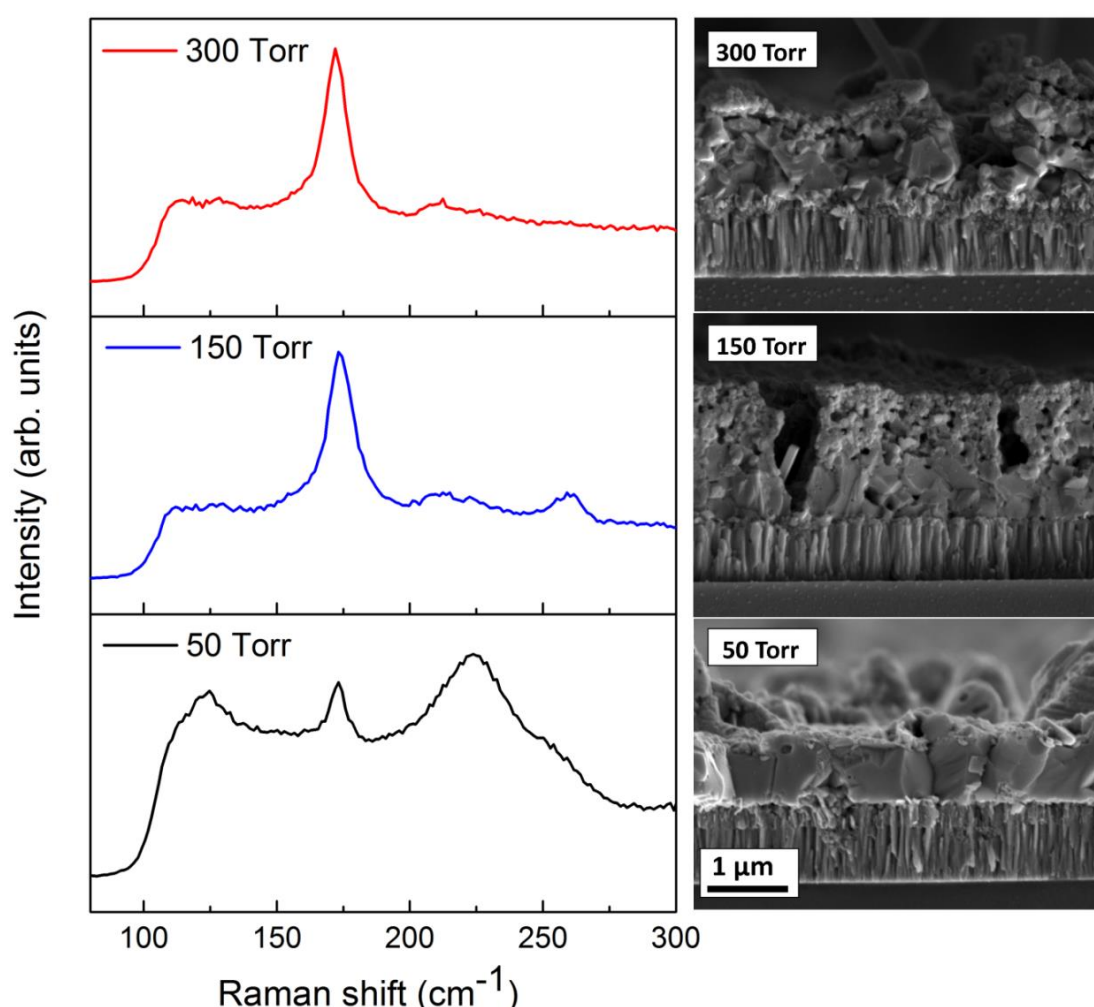 300 Torr
150 Torr
50 Torr
Intensity (arb. units)
100 150 200 250 300
Raman shift (cm⁻¹)
300 Torr
150 Torr
50 Torr
1 µm